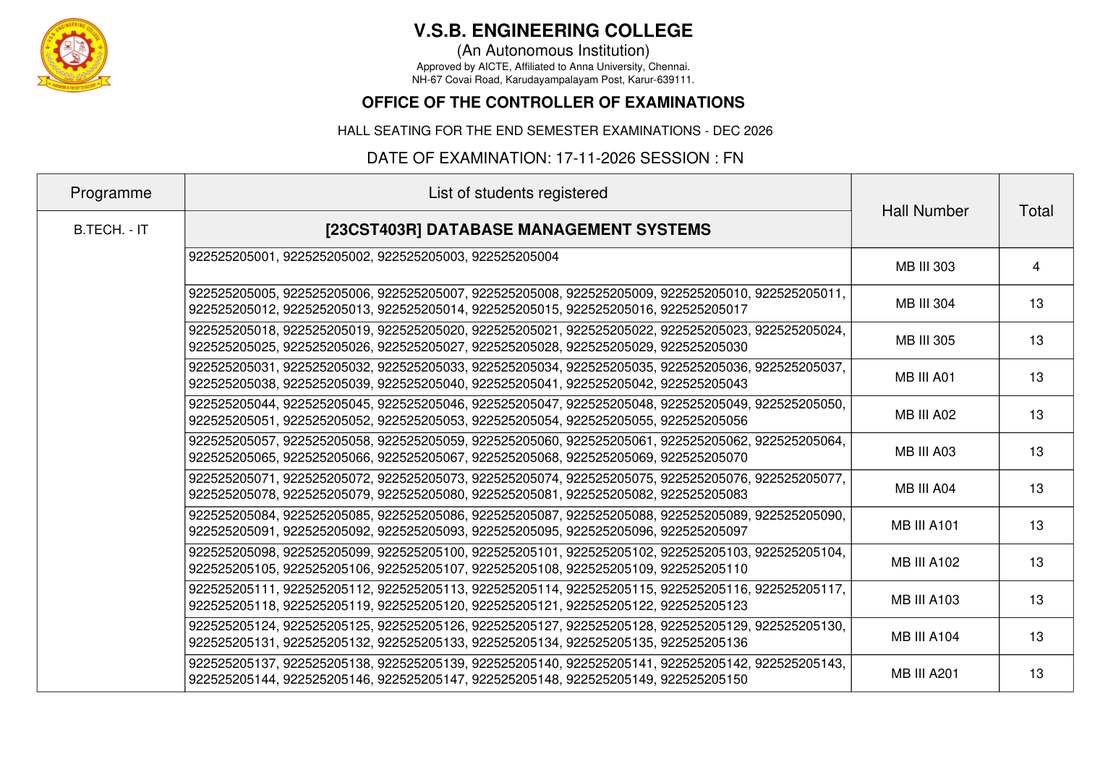 V.S.B. ENGINEERING COLLEGE
(An Autonomous Institution)
Approved by AICTE, Affiliated to Anna University, Chennai.
NH-67 Covai Road, Karudayampalayam Post, Karur-639111.
OFFICE OF THE CONTROLLER OF EXAMINATIONS
HALL SEATING FOR THE END SEMESTER EXAMINATIONS - DEC 2026
DATE OF EXAMINATION: 17-11-2026 SESSION : FN
Programme List of students registered Hall Number Total
B.TECH. - IT [23CST403R] DATABASE MANAGEMENT SYSTEMS
922525205001, 922525205002, 922525205003, 922525205004 MB III 303 4
922525205005, 922525205006, 922525205007, 922525205008, 922525205009, 922525205010, 922525205011,
922525205012, 922525205013, 922525205014, 922525205015, 922525205016, 922525205017 MB III 304 13
922525205018, 922525205019, 922525205020, 922525205021, 922525205022, 922525205023, 922525205024,
922525205025, 922525205026, 922525205027, 922525205028, 922525205029, 922525205030 MB III 305 13
922525205031, 922525205032, 922525205033, 922525205034, 922525205035, 922525205036, 922525205037,
922525205038, 922525205039, 922525205040, 922525205041, 922525205042, 922525205043 MB III A01 13
922525205044, 922525205045, 922525205046, 922525205047, 922525205048, 922525205049, 922525205050,
922525205051, 922525205052, 922525205053, 922525205054, 922525205055, 922525205056 MB III A02 13
922525205057, 922525205058, 922525205059, 922525205060, 922525205061, 922525205062, 922525205064,
922525205065, 922525205066, 922525205067, 922525205068, 922525205069, 922525205070 MB III A03 13
922525205071, 922525205072, 922525205073, 922525205074, 922525205075, 922525205076, 922525205077,
922525205078, 922525205079, 922525205080, 922525205081, 922525205082, 922525205083 MB III A04 13
922525205084, 922525205085, 922525205086, 922525205087, 922525205088, 922525205089, 922525205090,
922525205091, 922525205092, 922525205093, 922525205095, 922525205096, 922525205097 MB III A101 13
922525205098, 922525205099, 922525205100, 922525205101, 922525205102, 922525205103, 922525205104,
922525205105, 922525205106, 922525205107, 922525205108, 922525205109, 922525205110 MB III A102 13
922525205111, 922525205112, 922525205113, 922525205114, 922525205115, 922525205116, 922525205117,
922525205118, 922525205119, 922525205120, 922525205121, 922525205122, 922525205123 MB III A103 13
922525205124, 922525205125, 922525205126, 922525205127, 922525205128, 922525205129, 922525205130,
922525205131, 922525205132, 922525205133, 922525205134, 922525205135, 922525205136 MB III A104 13
922525205137, 922525205138, 922525205139, 922525205140, 922525205141, 922525205142, 922525205143,
922525205144, 922525205146, 922525205147, 922525205148, 922525205149, 922525205150 MB III A201 13